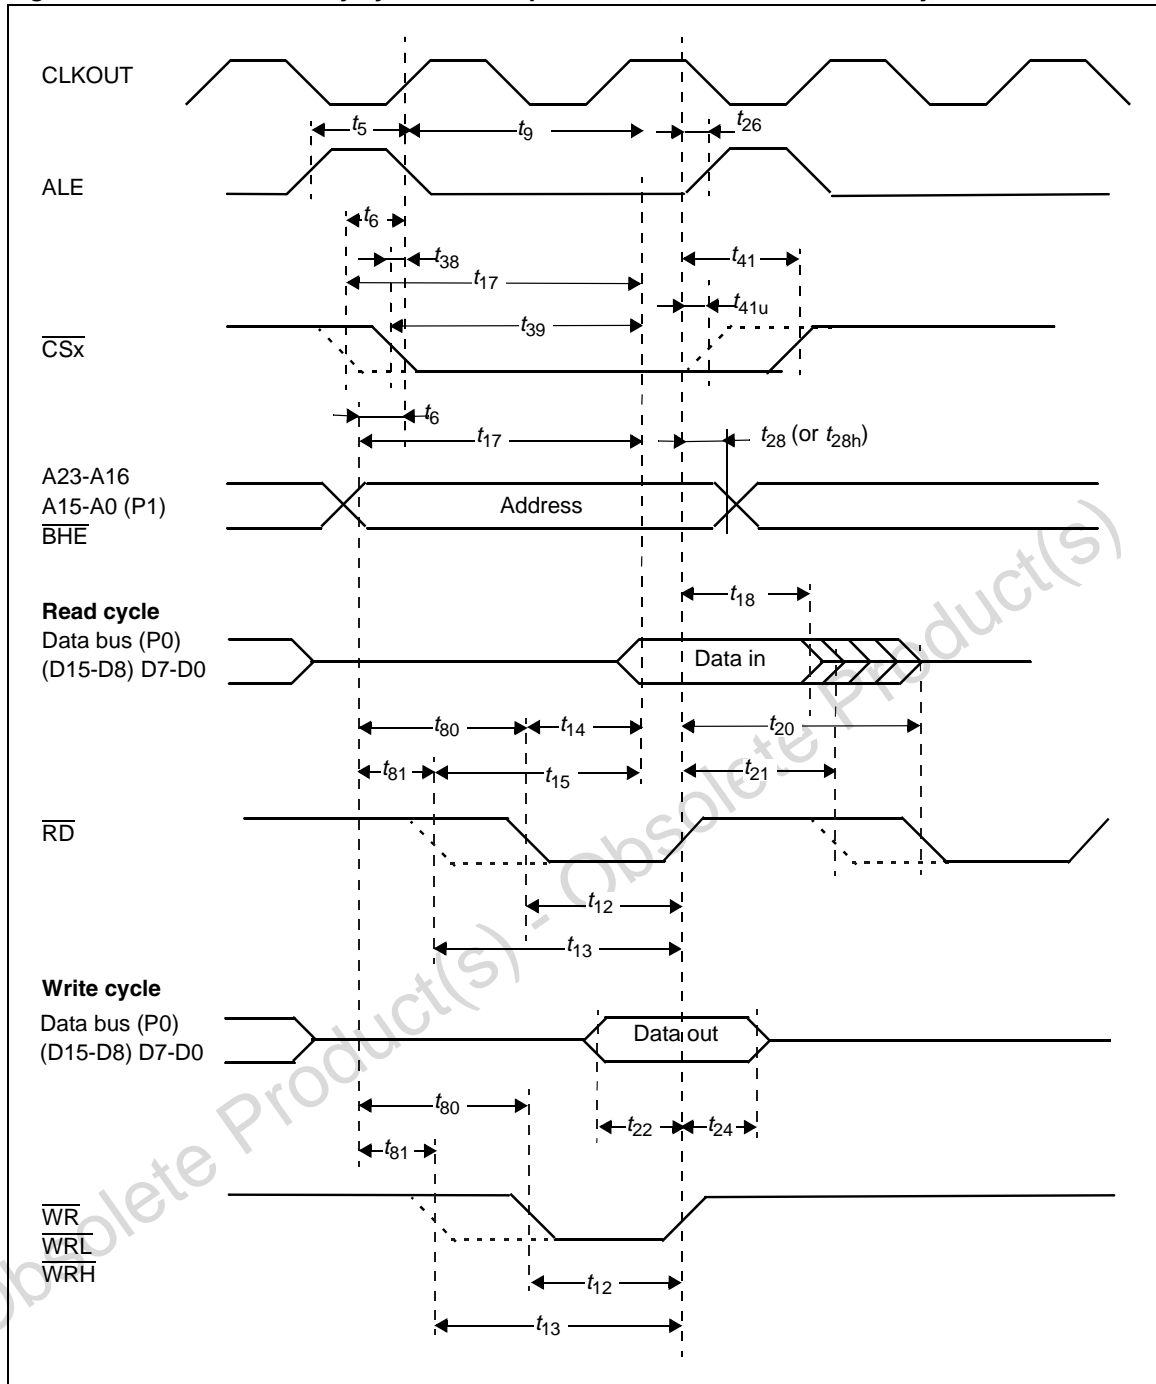 CLKOUT
t5
t9
t26
ALE
t6
t38
t17
t41
t41u
t39
CSx
t6
t17
t28 (or t28h)
A23-A16
A15-A0 (P1)
Address
BHE
t18
Read cycle
Data bus (P0)
(D15-D8) D7-D0
Data in
t80
t14
t20
t81
t15
t21
RD
t12
t13
Write cycle
Data bus (P0)
(D15-D8) D7-D0
Data out
t80
t22
t24
t81
WR
WRL
WRH
t12
t13
Obsolete Product(s) - Obsolete Product(s)